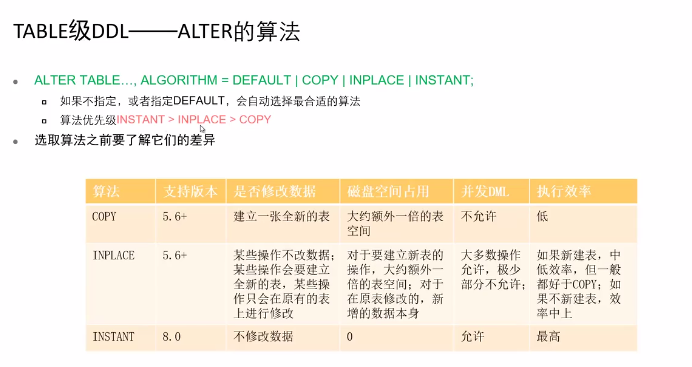 TABLE级DDL——ALTER的算法
ALTER TABLE…, ALGORITHM = DEFAULT | COPY | INPLACE | INSTANT;
如果不指定，或者指定DEFAULT，会自动选择最合适的算法
算法优先级INSTANT > INPLACE > COPY
选取算法之前要了解它们的差异
算法 支持版本 是否修改数据 磁盘空间占用 并发DML 执行效率
COPY 5.6+ 建立一张全新的表 大约额外一倍的表 不允许 低
空间
INPLACE 5.6+ 某些操作不改数据； 对于要建立新表的 大多数操作 如果新建表，中
某些操作会要建立 操作，大约额外一 允许，极少 低效率，但一般
全新的表，某些操 倍的表空间；对于 部分不允许； 都好于COPY；如
作只会在原有的表 在原表修改的，新 果不新建表，效
上进行修改 增的数据本身 率中上
INSTANT 8.0 不修改数据 0 允许 最高